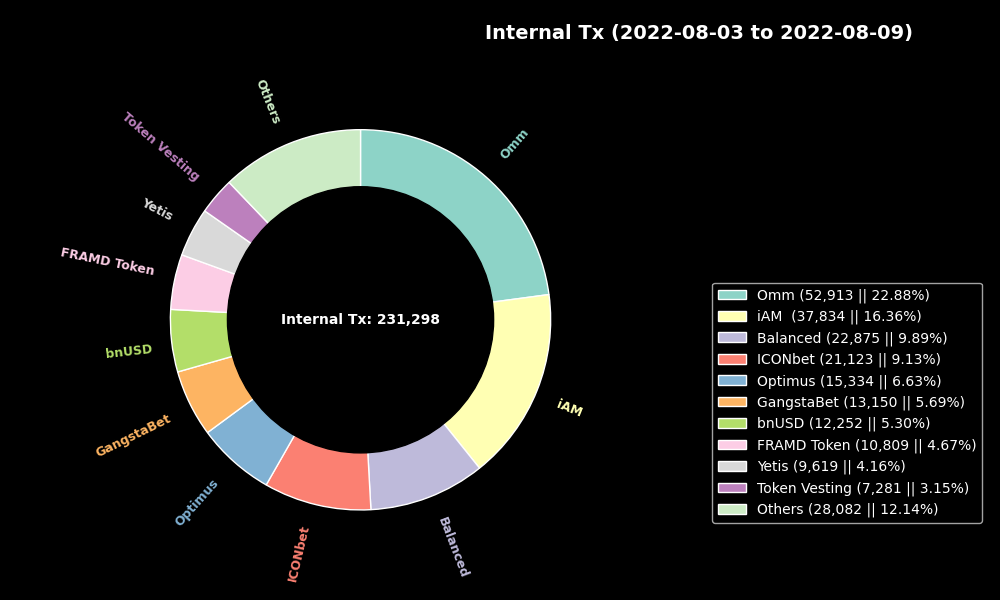 Internal Tx (2022-08-03 to 2022-08-09)
Others
Omm
Token Vesting
Yetis
FRAMD Token
bnUSD
GangstaBet
Optimus
ICONbet
Balanced
iAM
Internal Tx: 231,298
Omm (52,913 || 22.88%)
iAM  (37,834 || 16.36%)
Balanced (22,875 || 9.89%)
ICONbet (21,123 || 9.13%)
Optimus (15,334 || 6.63%)
GangstaBet (13,150 || 5.69%)
bnUSD (12,252 || 5.30%)
FRAMD Token (10,809 || 4.67%)
Yetis (9,619 || 4.16%)
Token Vesting (7,281 || 3.15%)
Others (28,082 || 12.14%)